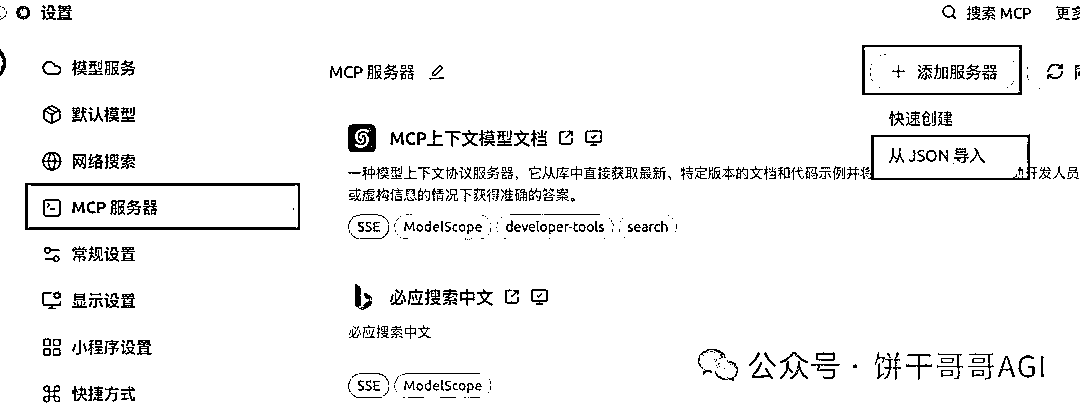 设置
搜索 MCP
模型服务
默认模型
网络搜索
MCP 服务器
常规设置
显示设置
小程序设置
快捷方式
MCP 服务器
添加服务器
快速创建
从 JSON 导入
MCP上下文模型文档
一种模型上下文协议服务器，它从库中直接获取最新、特定版本的文档和代码示例并将
开发人员
或虚构信息的情况下获得准确的答案。
SSE ModelScope developer-tools search
必应搜索中文
必应搜索中文
SSE ModelScope
公众号 · 饼干哥哥AGI